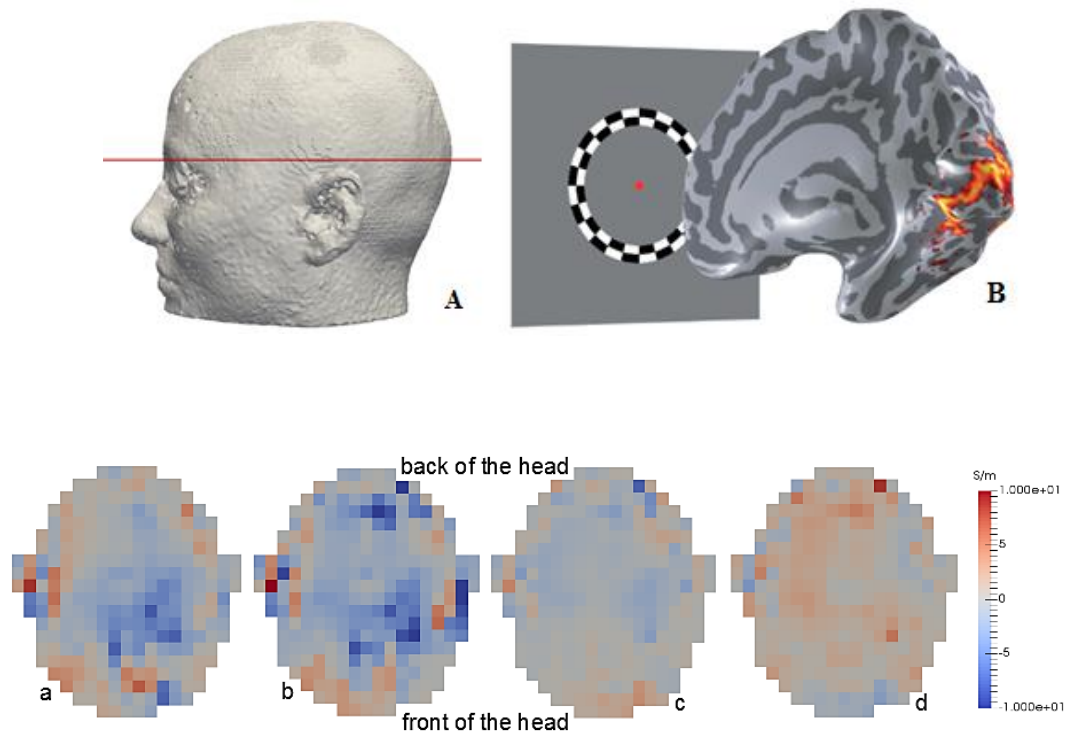 A
B
back of the head
S/m
1.000e+01
5
0
-5
-1.000e+01
a
b
c
d
front of the head